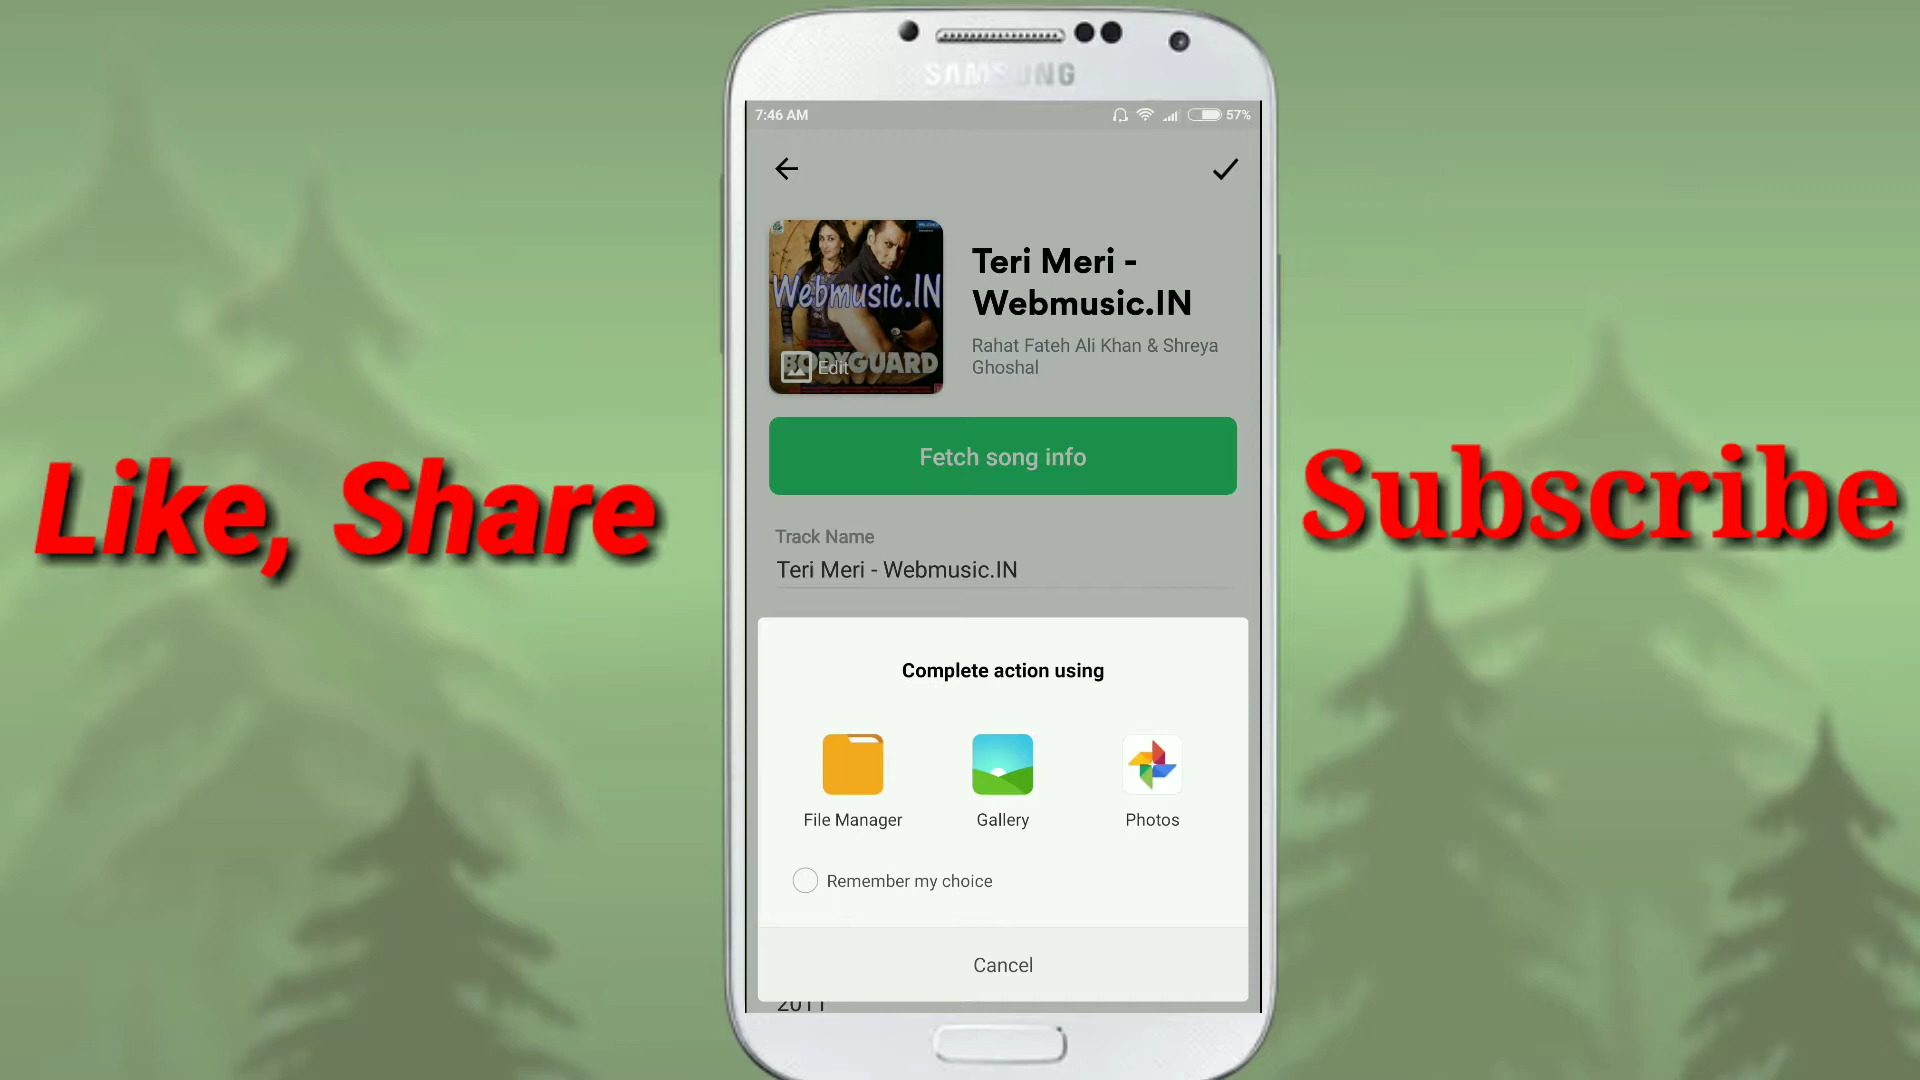 SAMSUNG
7:46 AM
57%
Webmusic.IN
BODYGUARD
Edit
Teri Meri -
Webmusic.IN
Rahat Fateh Ali Khan & Shreya
Ghoshal
Fetch song info
Like, Share
Subscribe
Track Name
Teri Meri - Webmusic.IN
Complete action using
File Manager
Gallery
Photos
Remember my choice
Cancel
2011